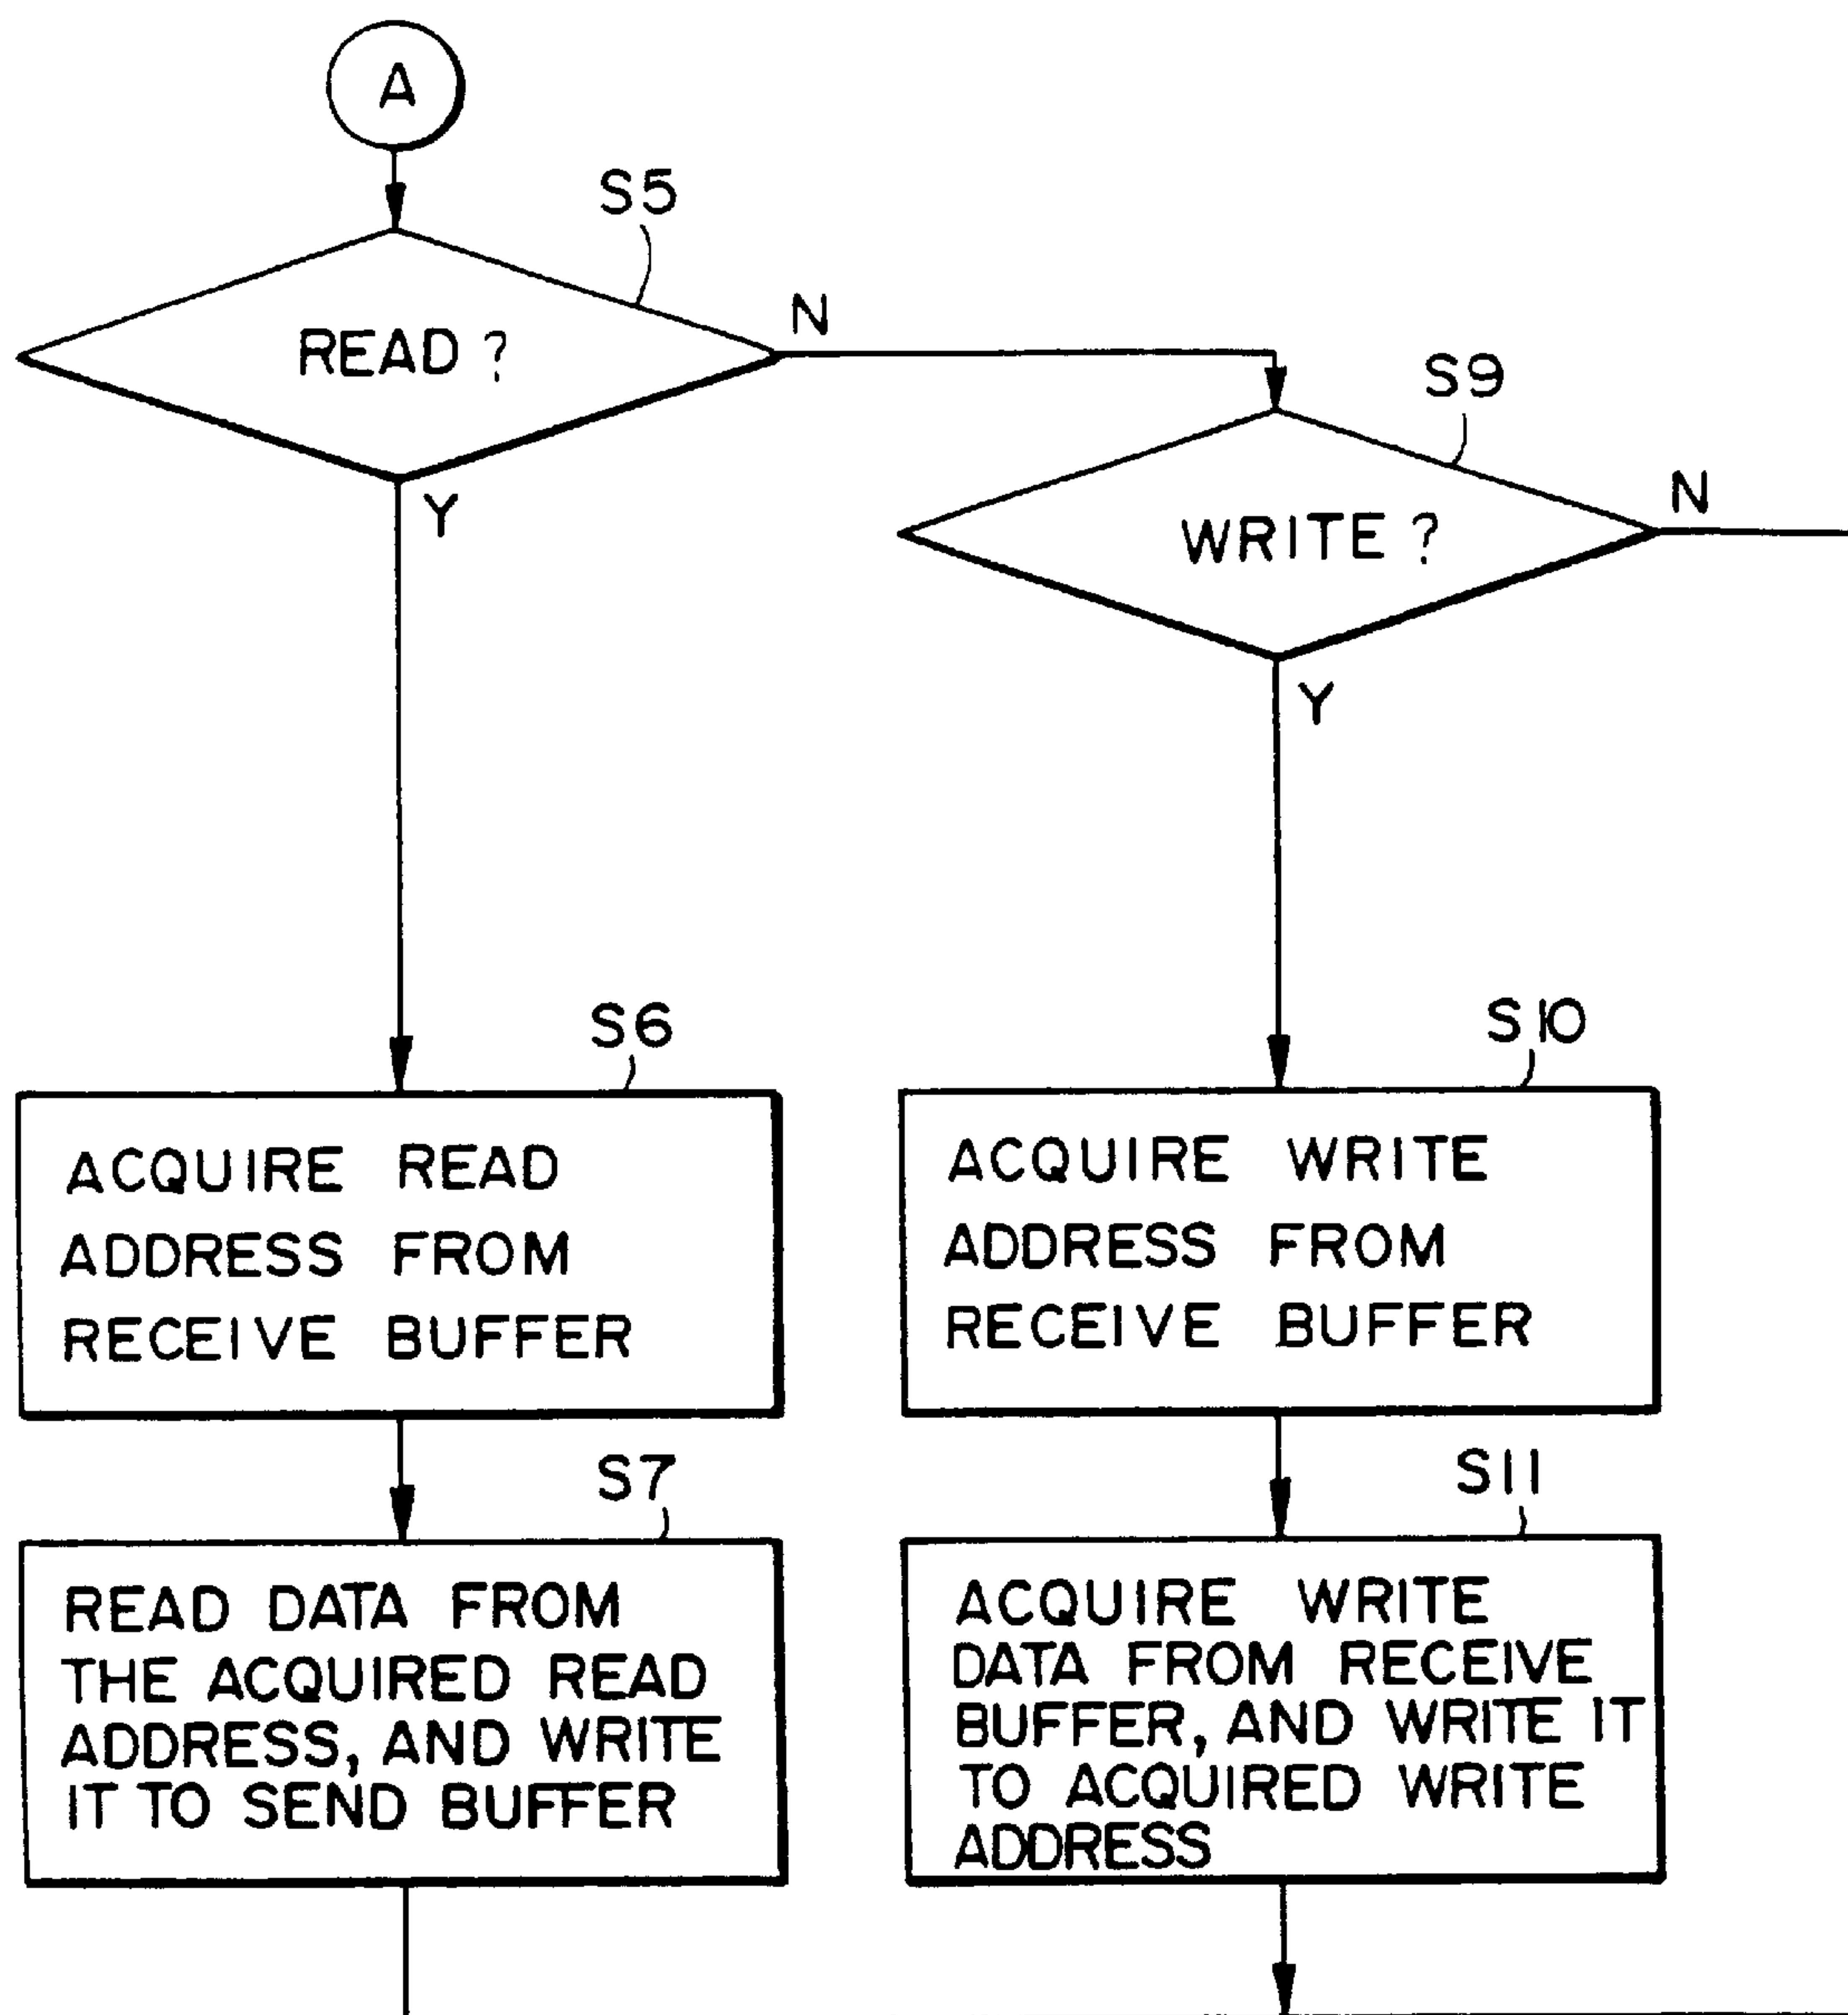 A
S5
READ ?
N
Y
S9
WRITE ?
N
Y
S6
ACQUIRE READ
ADDRESS FROM
RECEIVE BUFFER
S10
ACQUIRE WRITE
ADDRESS FROM
RECEIVE BUFFER
S7
READ DATA FROM
THE ACQUIRED READ
ADDRESS, AND WRITE
IT TO SEND BUFFER
S11
ACQUIRE WRITE
DATA FROM RECEIVE
BUFFER, AND WRITE IT
TO ACQUIRED WRITE
ADDRESS